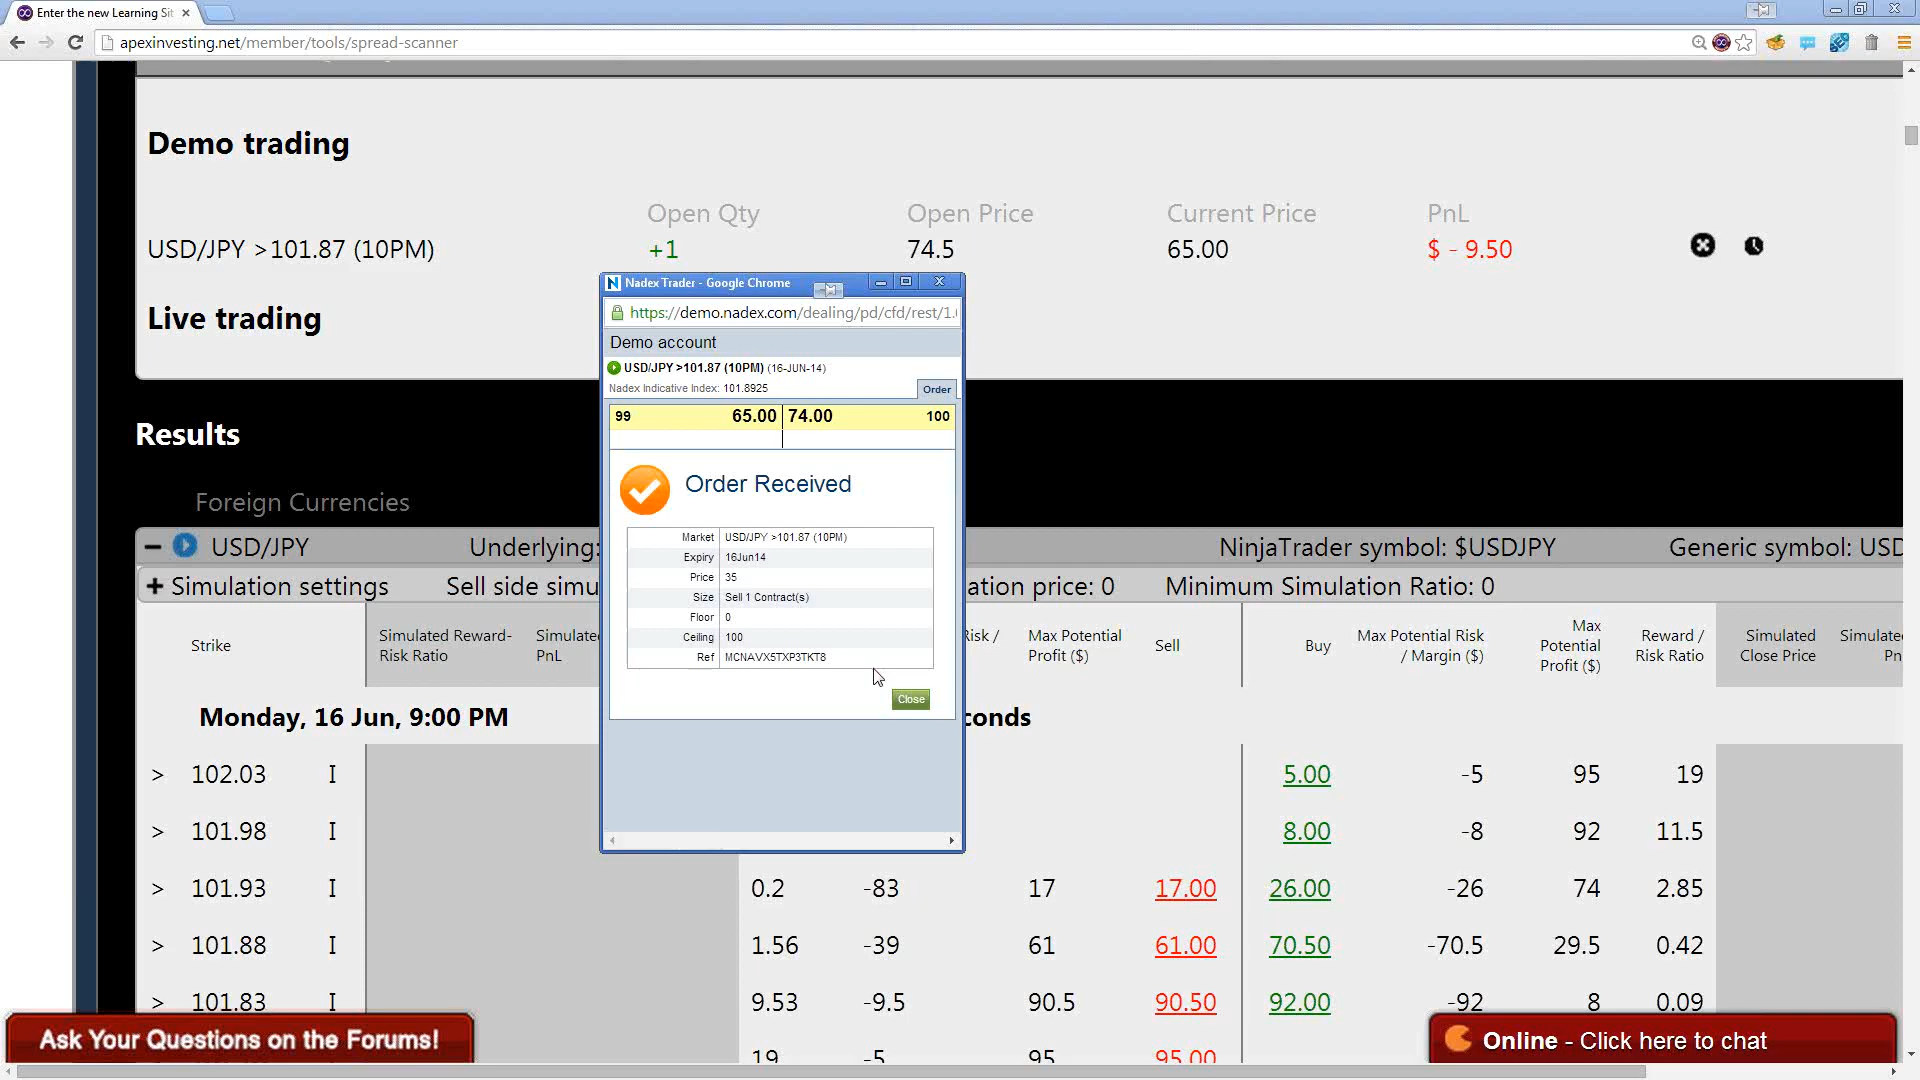 Enter the new Learning Sit
apexinvesting.net/member/tools/spread-scanner
Demo trading
Open Qty Open Price Current Price PnL
USD/JPY >101.87 (10PM) +1 74.5 65.00 $ - 9.50
Live trading
Nadex Trader - Google Chrome
https://demo.nadex.com/dealing/pd/cfd/rest/1.
Demo account
USD/JPY >101.87 (10PM) (16-JUN-14)
Nadex Indicative Index: 101.8925
Order
99 65.00 74.00 100
Order Received
Market USD/JPY >101.87 (10PM)
Expiry 16Jun14
Price 35
Size Sell 1 Contract(s)
Floor 0
Ceiling 100
Ref MCNAVX5TXP3TKT8
Close
Results
Foreign Currencies
USD/JPY Underlying: NinjaTrader symbol: $USDJPY Generic symbol: USD
+ Simulation settings Sell side simu ation price: 0 Minimum Simulation Ratio: 0
Strike Simulated Reward-Risk Ratio Simulate PnL Risk / Max Potential Profit ($) Sell Buy Max Potential Risk / Margin ($) Max Potential Profit ($) Reward / Risk Ratio Simulated Close Price Simulate Pn
Monday, 16 Jun, 9:00 PM conds
> 102.03 I 5.00 -5 95 19
> 101.98 I 8.00 -8 92 11.5
> 101.93 I 0.2 -83 17 17.00 26.00 -26 74 2.85
> 101.88 I 1.56 -39 61 61.00 70.50 -70.5 29.5 0.42
> 101.83 I 9.53 -9.5 90.5 90.50 92.00 -92 8 0.09
19 -5 95 95.00
Ask Your Questions on the Forums!
Online - Click here to chat